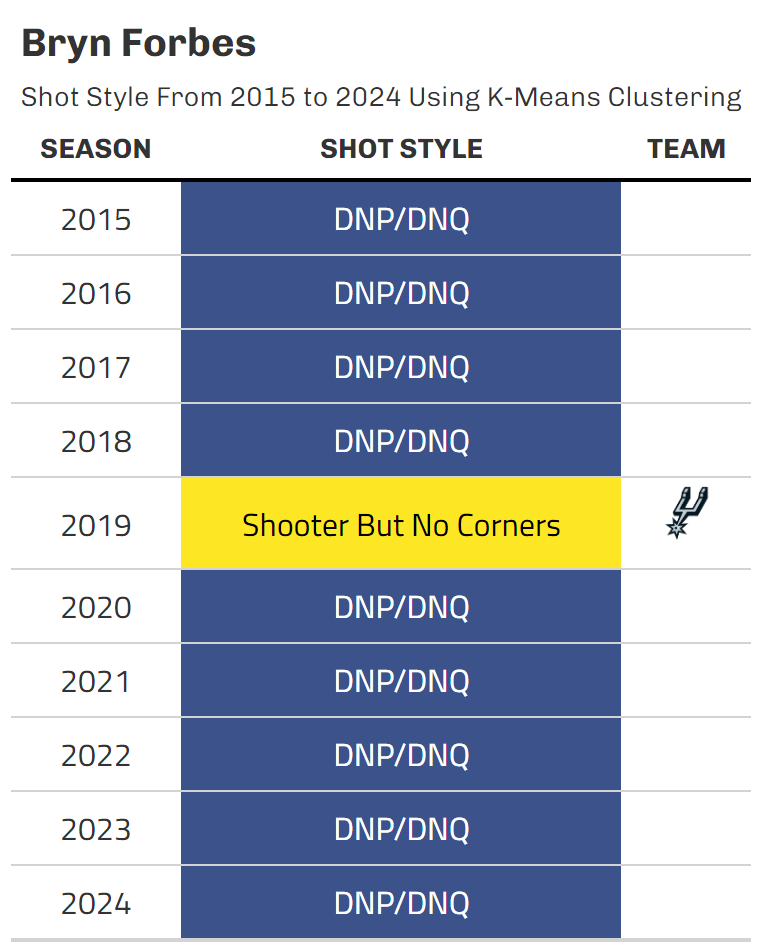 Bryn Forbes
Shot Style From 2015 to 2024 Using K-Means Clustering
SEASON SHOT STYLE TEAM
2015 DNP/DNQ
2016 DNP/DNQ
2017 DNP/DNQ
2018 DNP/DNQ
2019 Shooter But No Corners
2020 DNP/DNQ
2021 DNP/DNQ
2022 DNP/DNQ
2023 DNP/DNQ
2024 DNP/DNQ